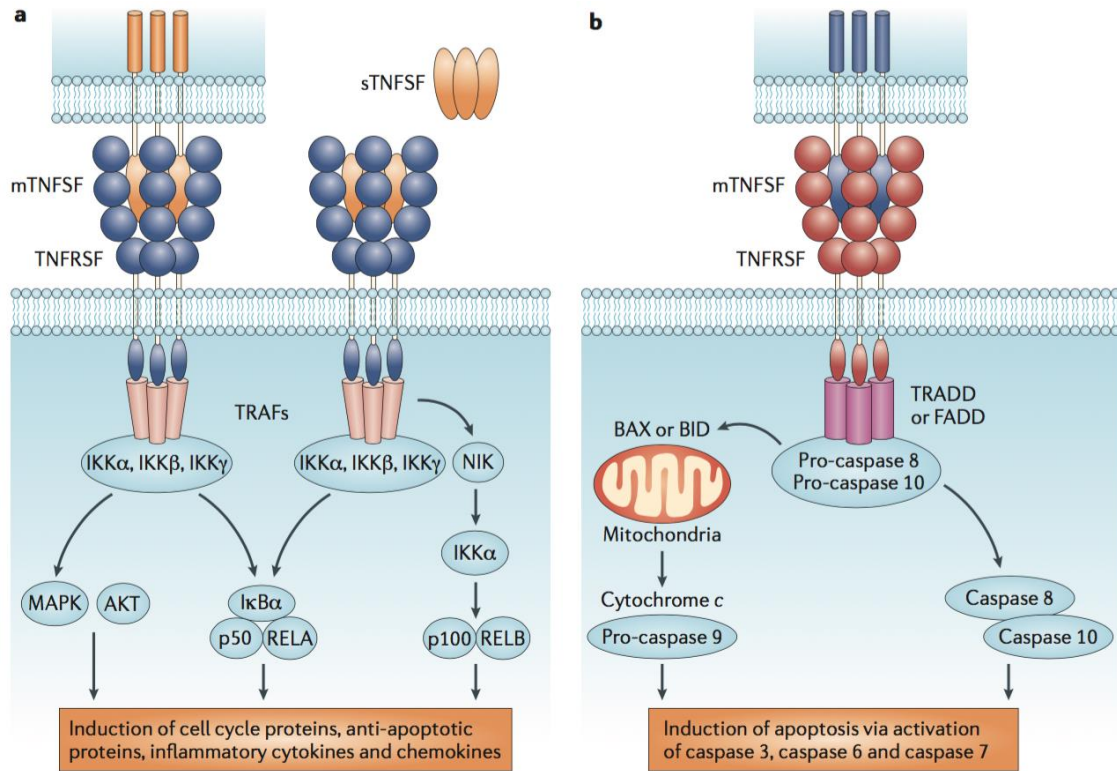 a
sTNFSF
mTNFSF
TNFRSF
TRAFs
IKKα, IKKβ, IKKγ
IKKα, IKKβ, IKKγ
NIK
IKKα
MAPK
AKT
IκBα
p50
RELA
p100
RELB
Induction of cell cycle proteins, anti-apoptotic
proteins, inflammatory cytokines and chemokines
b
mTNFSF
TNFRSF
TRADD
or FADD
BAX or BID
Pro-caspase 8
Pro-caspase 10
Mitochondria
Cytochrome c
Pro-caspase 9
Caspase 8
Caspase 10
Induction of apoptosis via activation
of caspase 3, caspase 6 and caspase 7